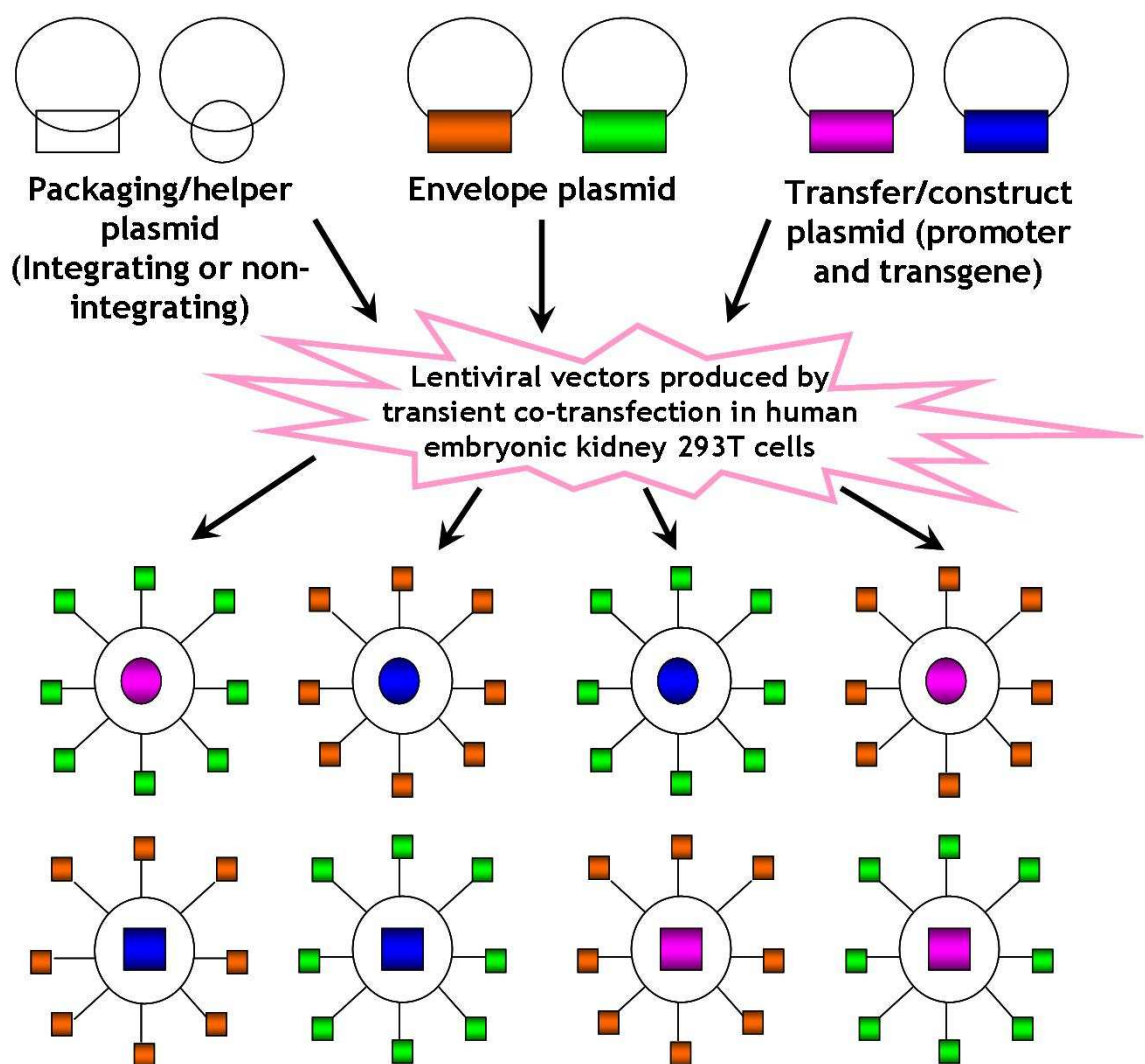 Packaging/helper
plasmid
(Integrating or non-
integrating)
Envelope plasmid
Transfer/construct
plasmid (promoter
and transgene)
Lentiviral vectors produced by
transient co-transfection in human
embryonic kidney 293T cells